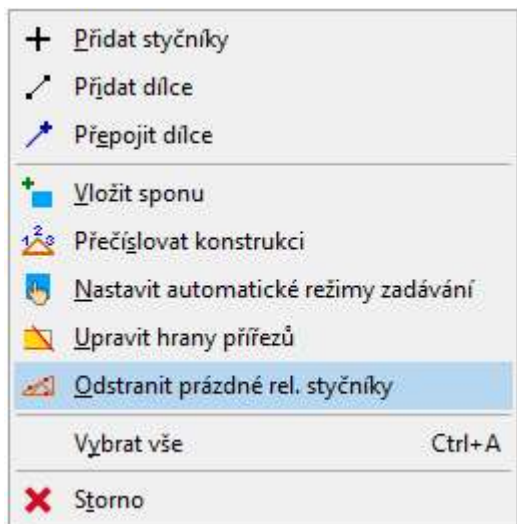 Přidat styčníky
Přidat dílce
Přepojit dílce
Vložit sponu
Přečíslovat konstrukci
Nastavit automatické režimy zadávání
Upravit hrany přířezů
Odstranit prázdné rel. styčníky
Vybrat vše Ctrl+A
Storno